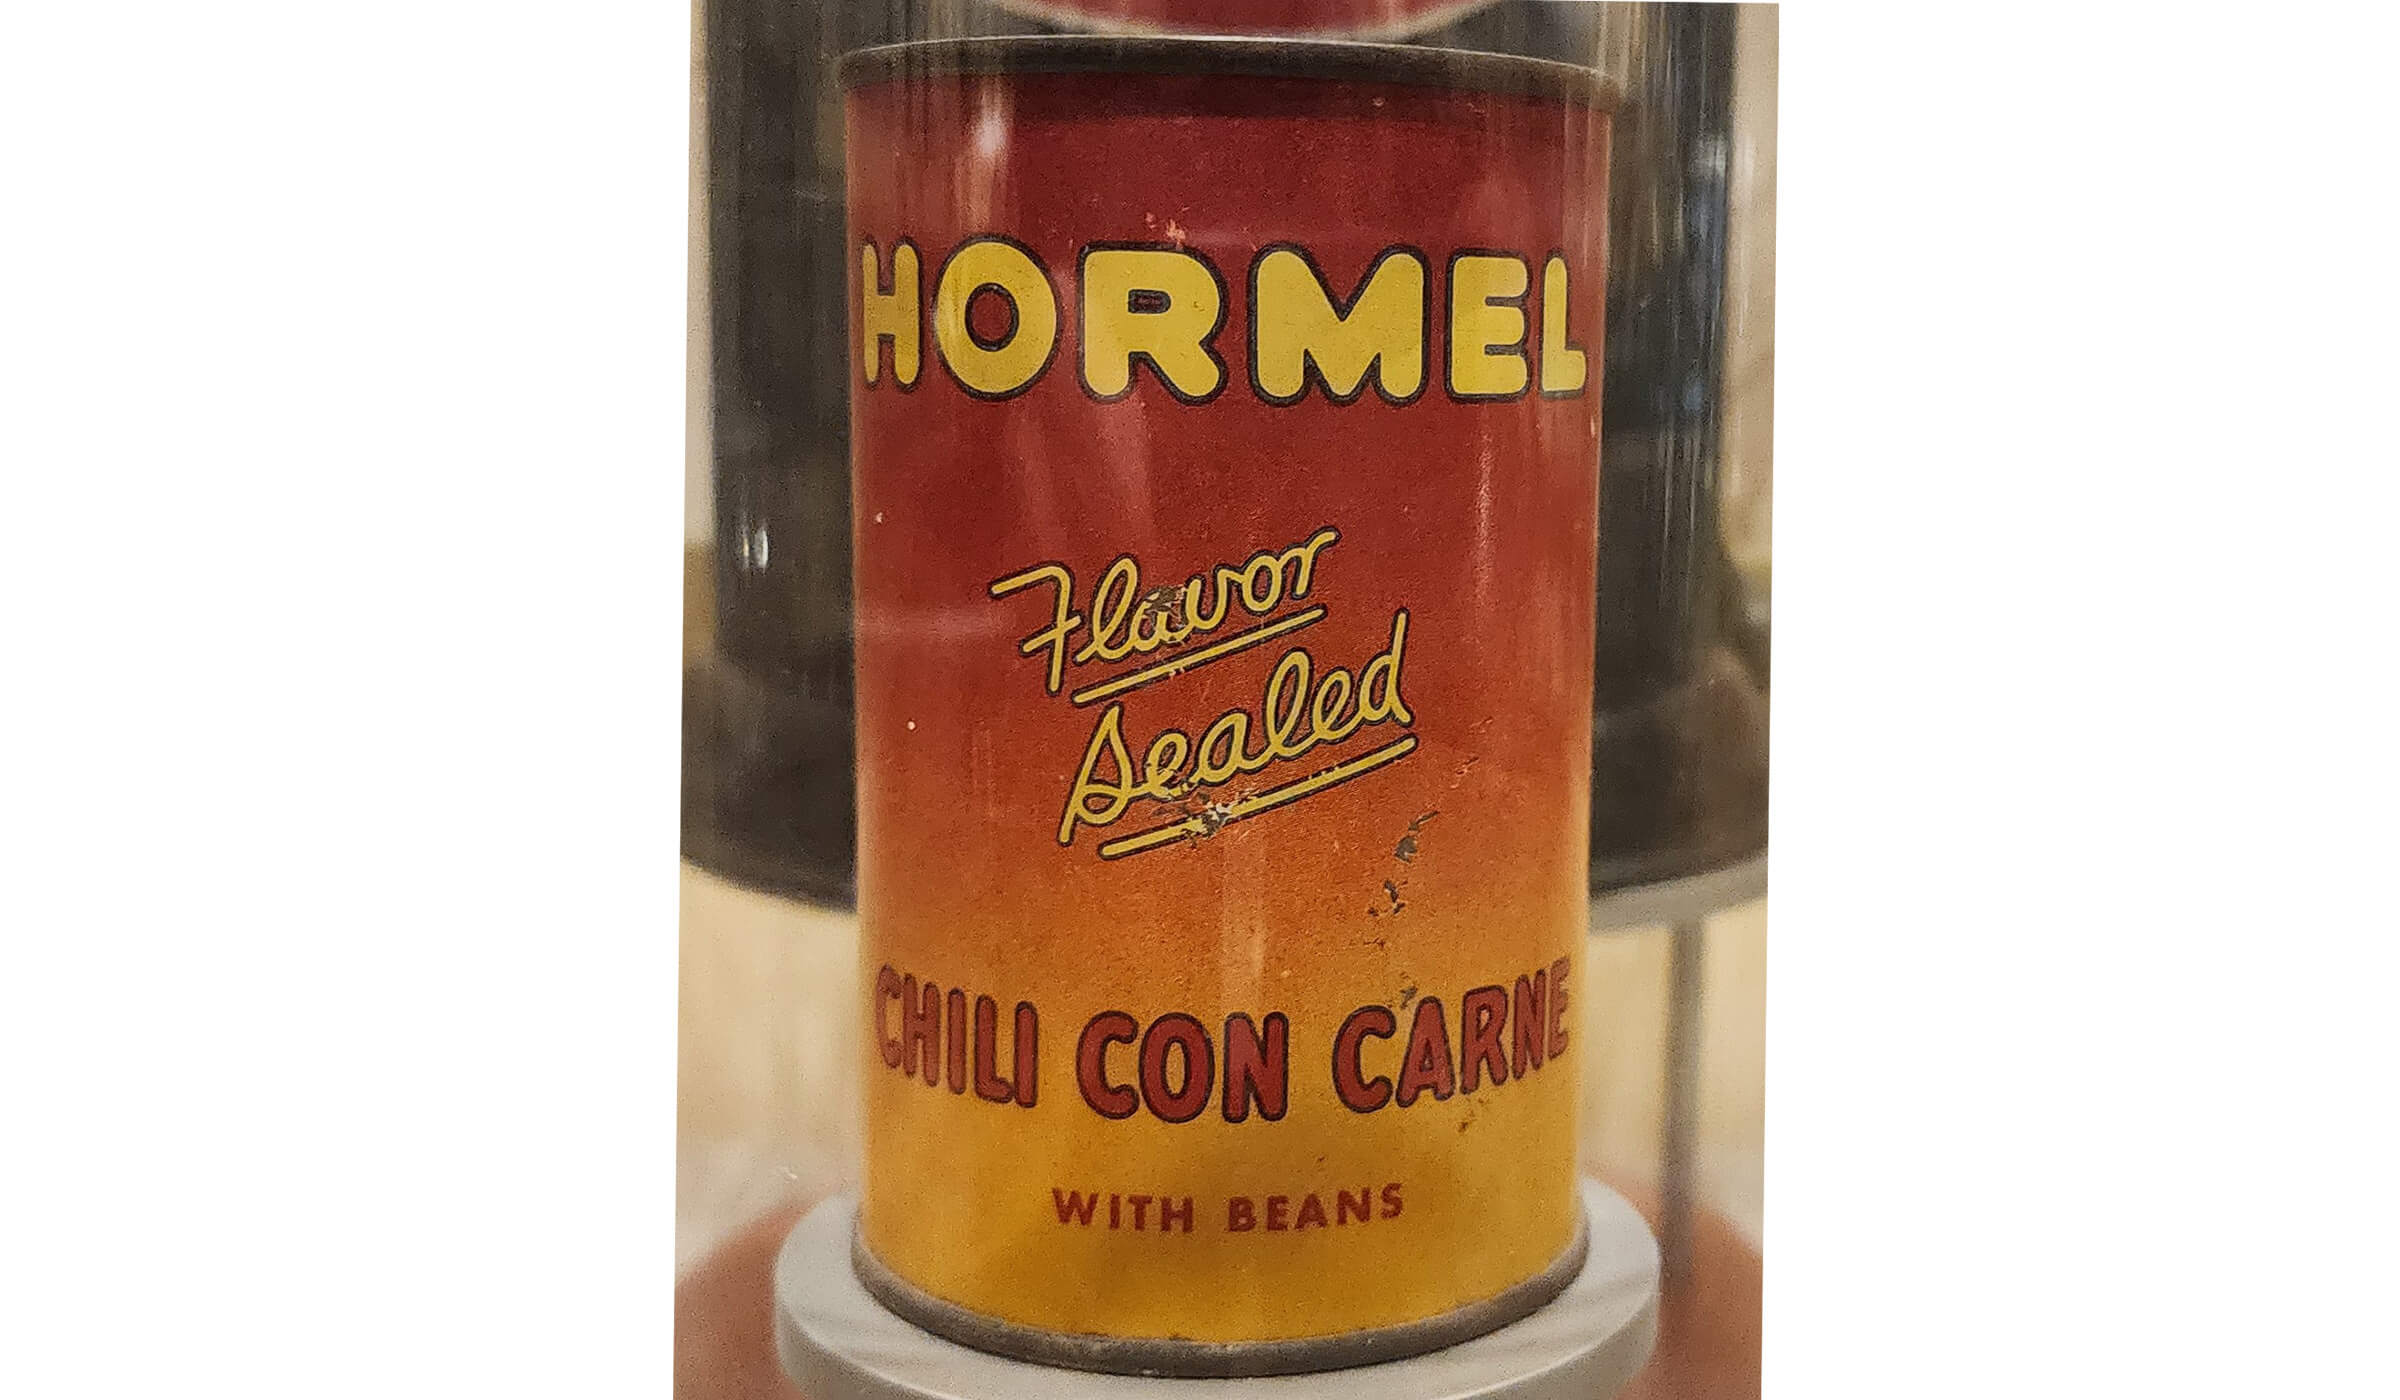 HORMEL
Flavor
Sealed
CHILI CON CARNE
WITH BEANS